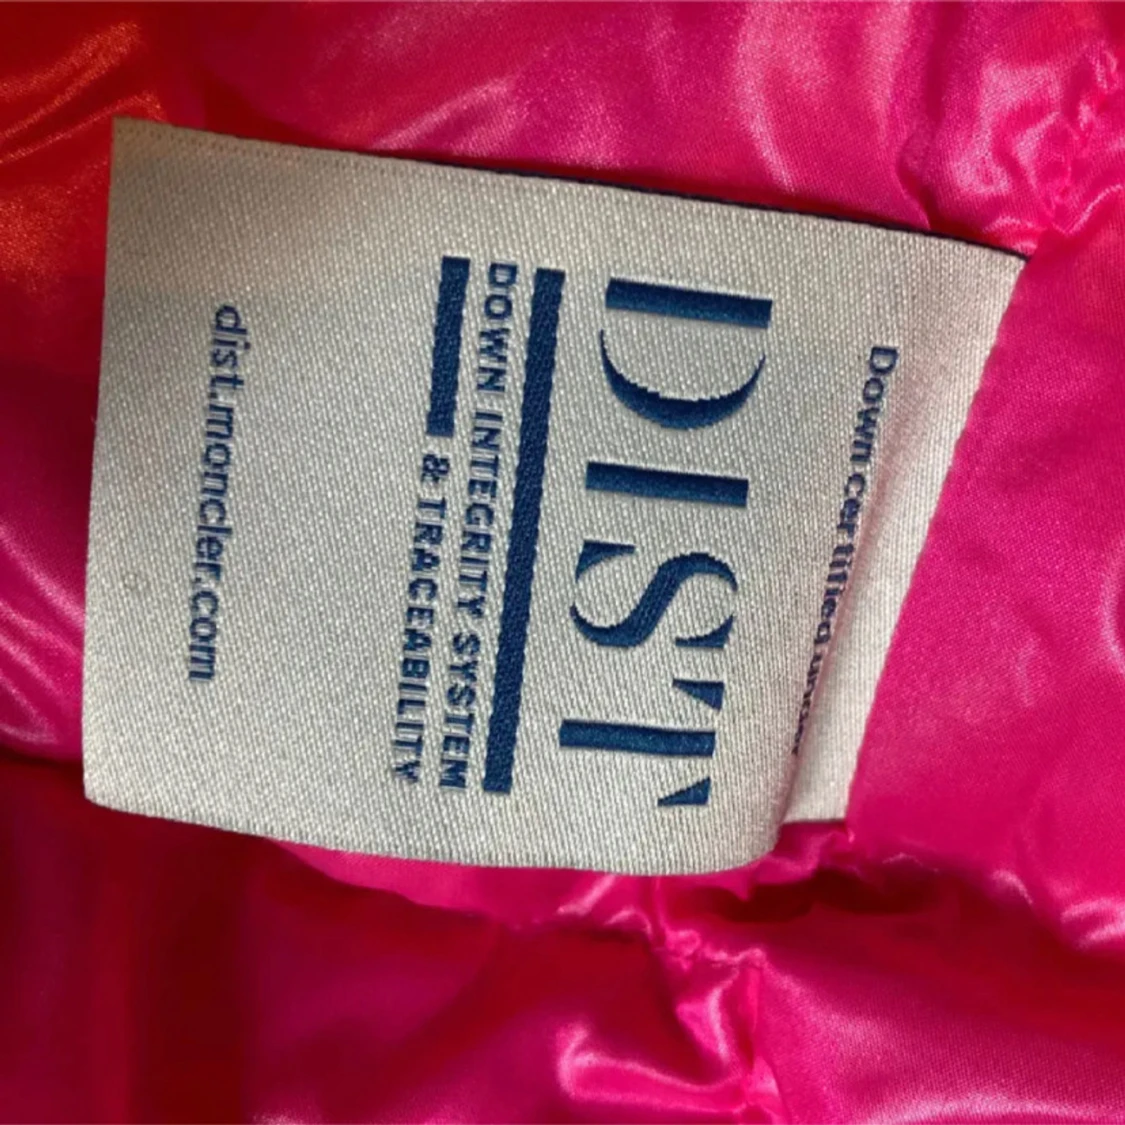 Down certified under
DIST
DOWN INTEGRITY SYSTEM
& TRACEABILITY
dist.moncler.com